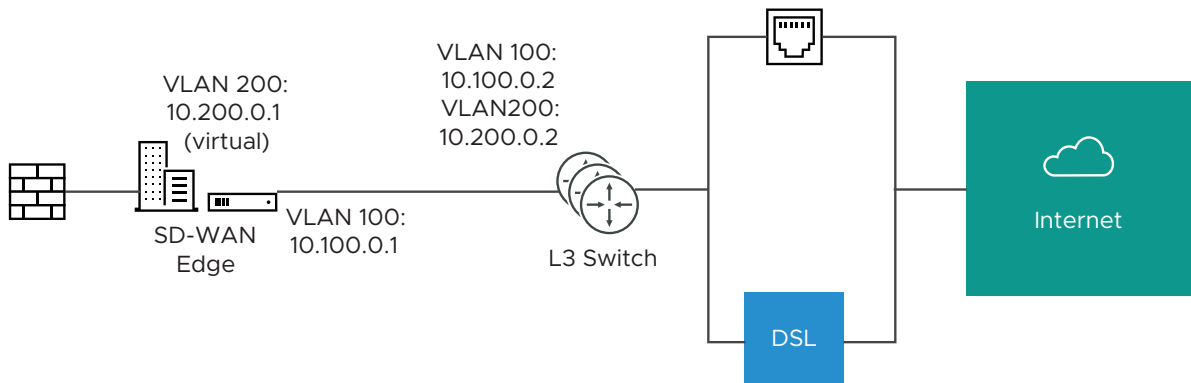 VLAN 200:
10.200.0.1
(virtual)
SD-WAN
Edge
VLAN 100:
10.100.0.1
VLAN 100:
10.100.0.2
VLAN200:
10.200.0.2
L3 Switch
DSL
Internet